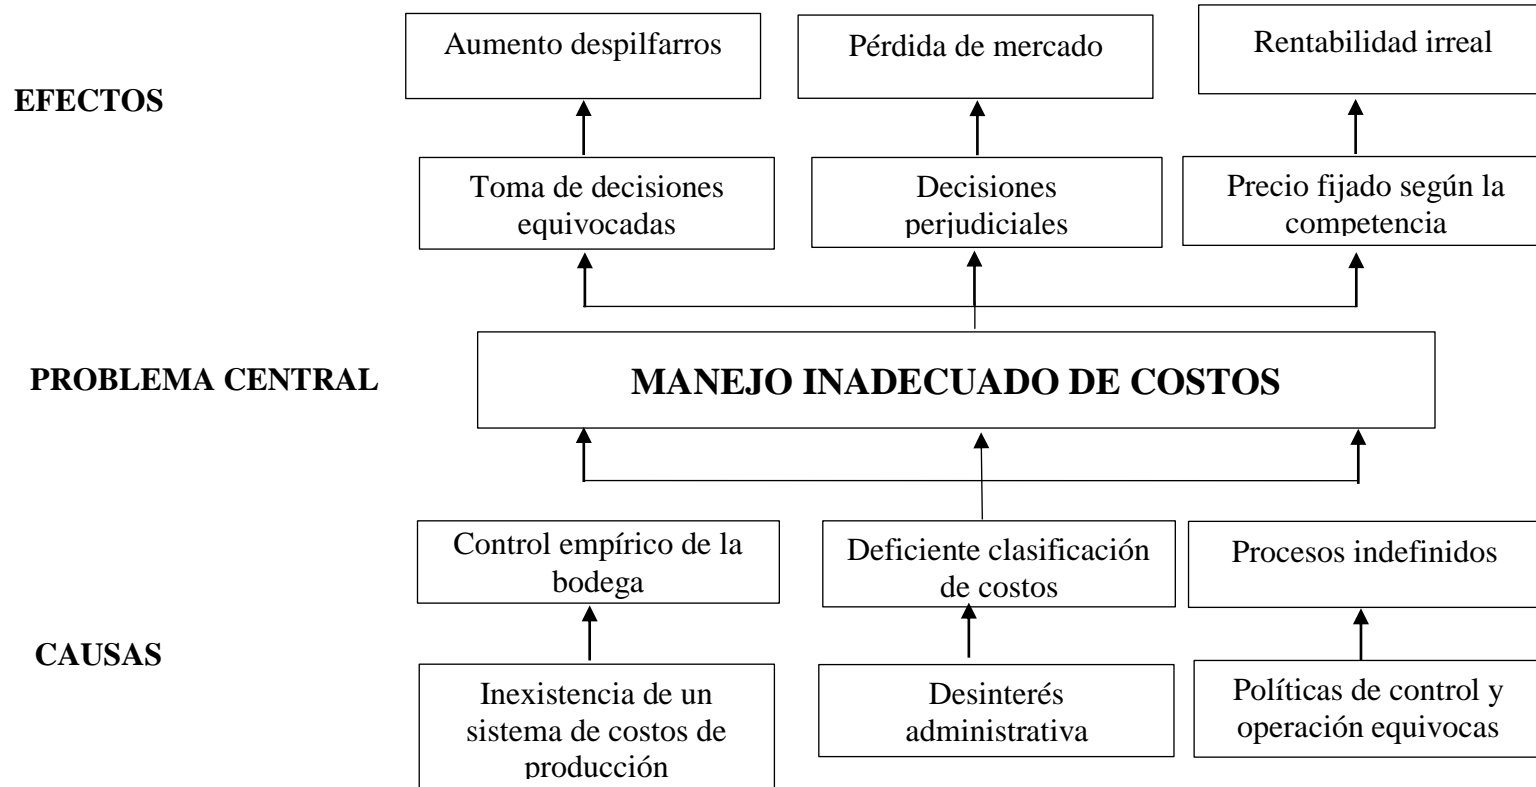 Aumento despilfarros
Pérdida de mercado
Rentabilidad irreal
EFECTOS
Toma de decisiones
equivocadas
Decisiones
perjudiciales
Precio fijado según la
competencia
PROBLEMA CENTRAL
MANEJO INADECUADO DE COSTOS
Control empírico de la
bodega
Deficiente clasificación
de costos
Procesos indefinidos
CAUSAS
Inexistencia de un
sistema de costos de
producción
Desinterés
administrativa
Políticas de control y
operación equivocas